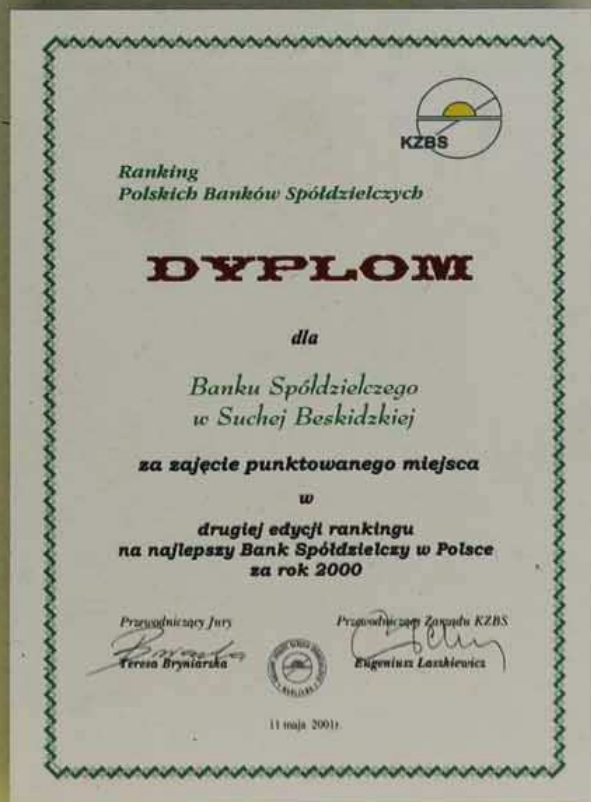 KZBS
Ranking
Polskich Banków Spółdzielczych
DYPLOM
dla
Banku Spółdzielczego
w Suchej Beskidzkiej
za zajęcie punktowanego miejsca
w
drugiej edycji rankingu
na najlepszy Bank Spółdzielczy w Polsce
za rok 2000
Przewodniczący Jury
Przewodniczący Zarządu KZBS
Teresa Bryniarska
Eugeniusz Laszkiewicz
11 maja 2001r.